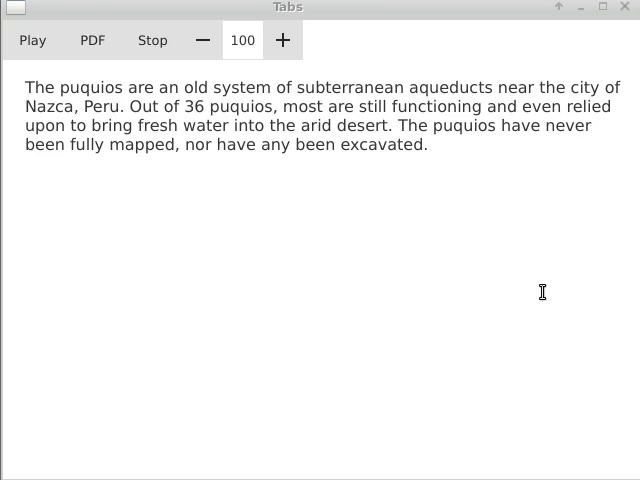 Tabs
Play PDF Stop — 100 +
The puquios are an old system of subterranean aqueducts near the city of
Nazca, Peru. Out of 36 puquios, most are still functioning and even relied
upon to bring fresh water into the arid desert. The puquios have never
been fully mapped, nor have any been excavated.